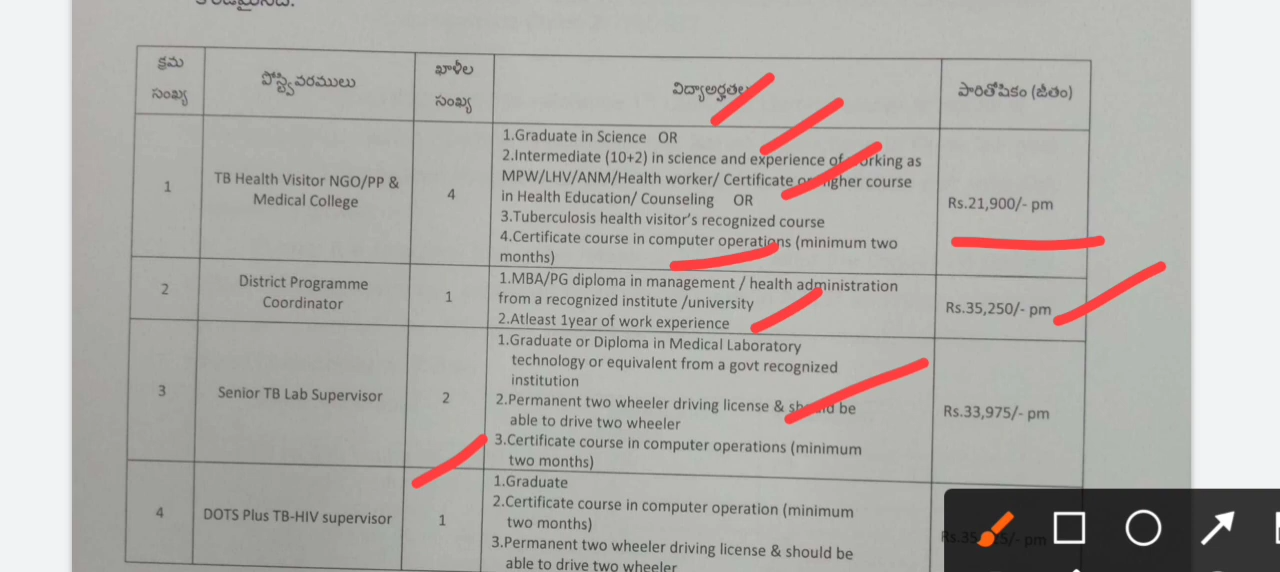 క్రమ సంఖ్య
పోస్ట్ వివరములు
ఖాళీల సంఖ్య
పారితోషికం (జీతం)
1
TB Health Visitor NGO/PP &
Medical College
4
1.Graduate in Science OR
2.Intermediate (10+2) in science and experience of working as
MPW/LHV/ANM/Health worker/ Certificate or higher course
in Health Education/ Counseling OR
3.Tuberculosis health visitor's recognized course
4.Certificate course in computer operations (minimum two
months)
Rs.21,900/- pm
2
District Programme
Coordinator
1
1.MBA/PG diploma in management / health administration
from a recognized institute /university
2.Atleast 1year of work experience
Rs.35,250/- pm
3
Senior TB Lab Supervisor
2
1.Graduate or Diploma in Medical Laboratory
technology or equivalent from a govt recognized
institution
2.Permanent two wheeler driving license & should be
able to drive two wheeler
3.Certificate course in computer operations (minimum
two months)
Rs.33,975/- pm
4
DOTS Plus TB-HIV supervisor
1
1.Graduate
2.Certificate course in computer operation (minimum
two months)
3.Permanent two wheeler driving license & should be
able to drive two wheeler